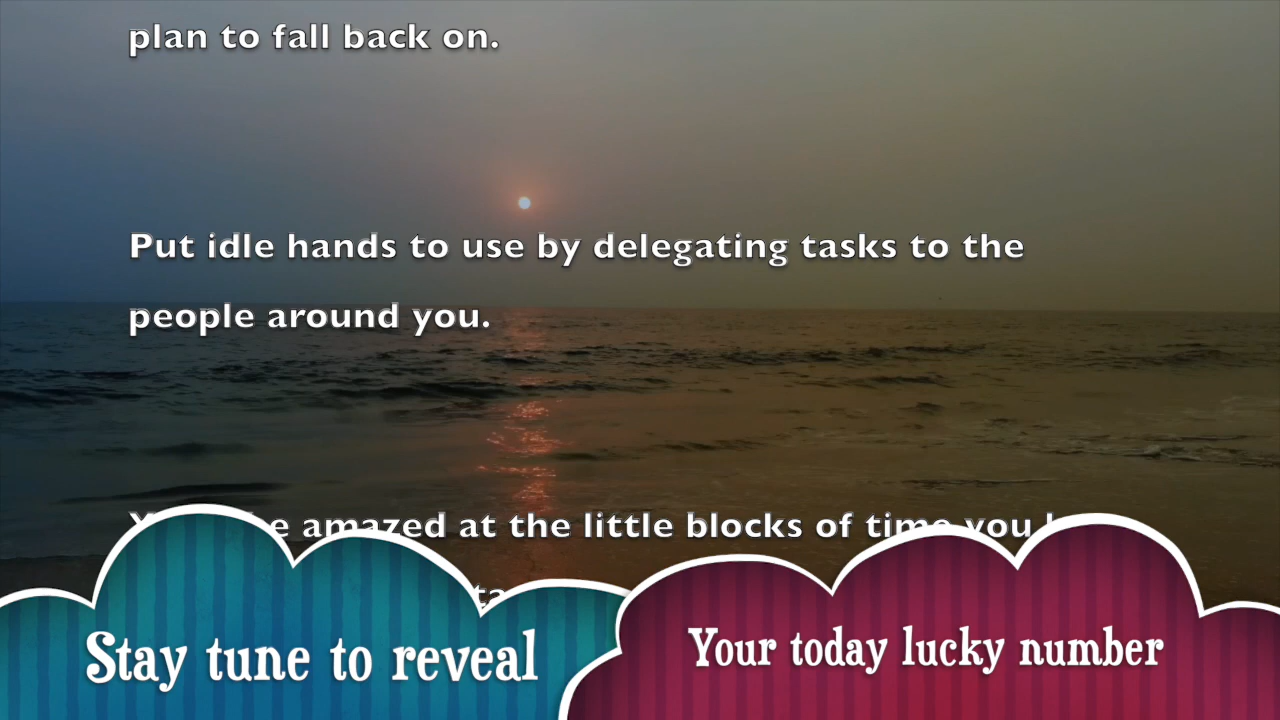 plan to fall back on.
Put idle hands to use by delegating tasks to the
people around you.
amazed at the little blocks of time you
Stay tune to reveal
Your today lucky number